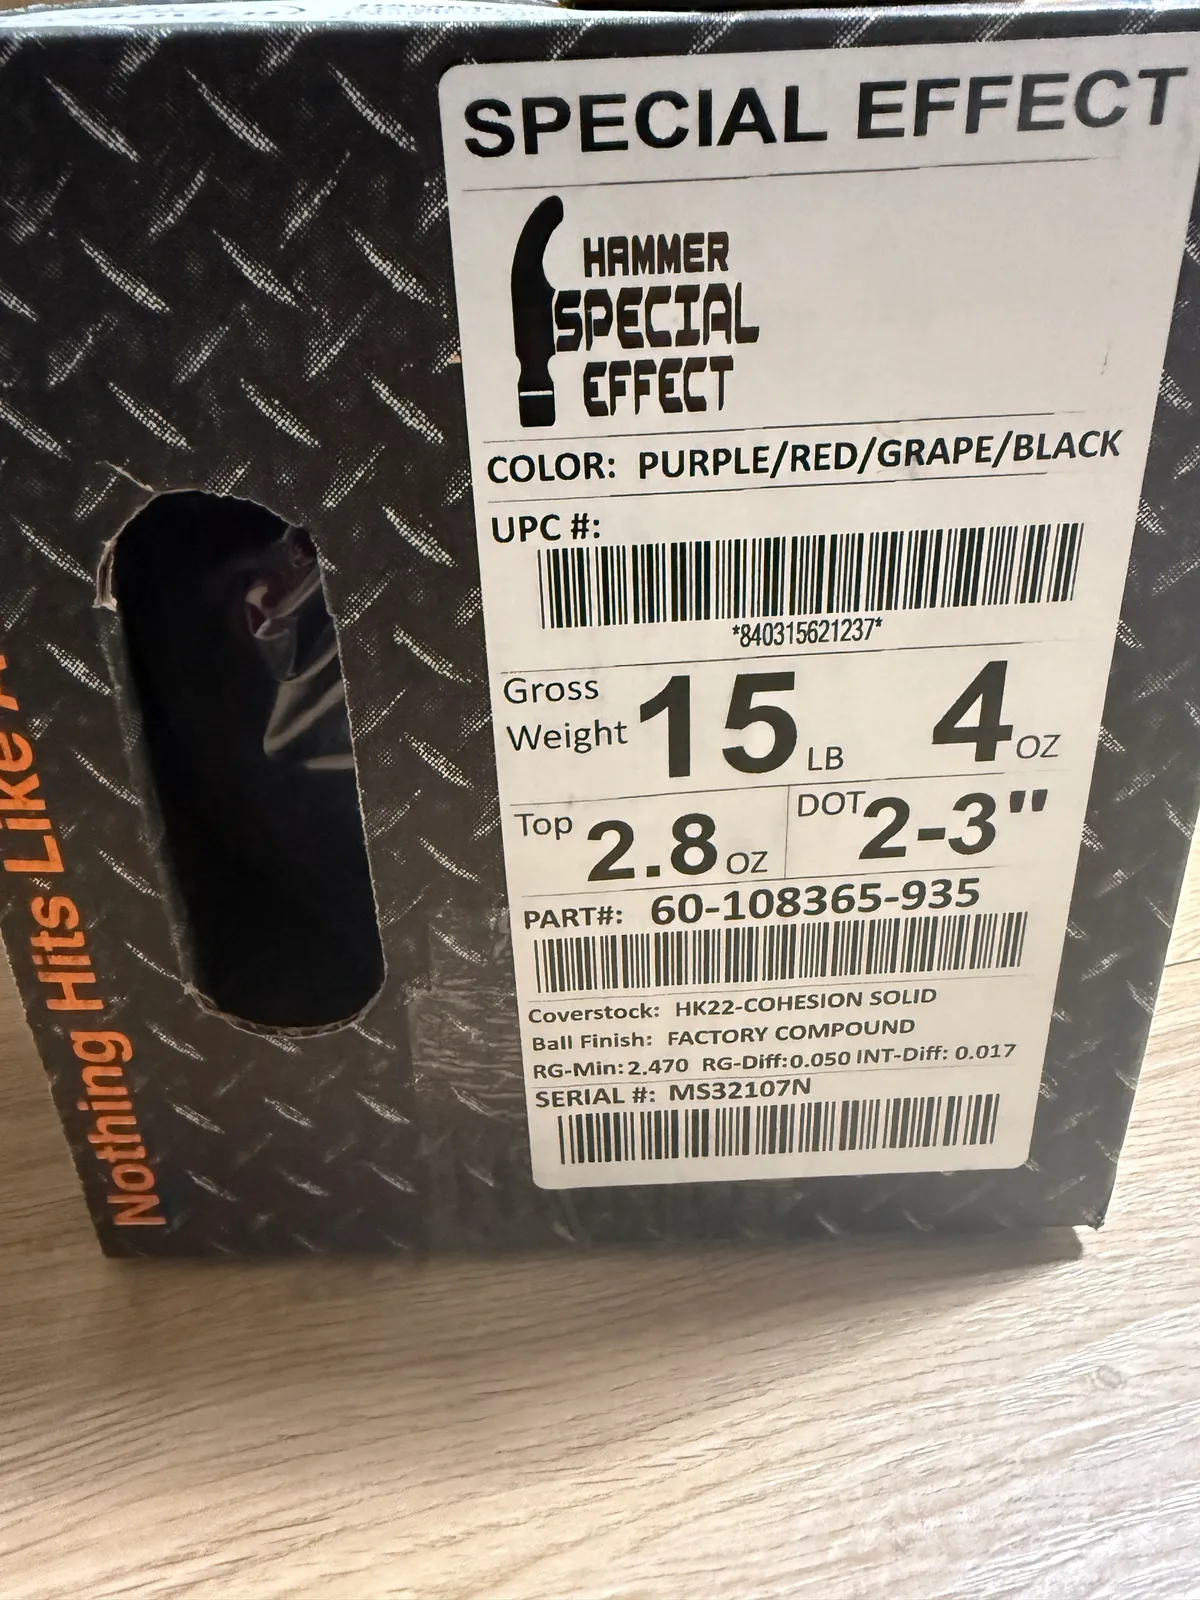 SPECIAL EFFECT
HAMMER
SPECIAL
EFFECT
COLOR: PURPLE/RED/GRAPE/BLACK
UPC #:
*840315621237*
Gross Weight 15 LB 4 OZ
Top 2.8 OZ DOT 2-3"
PART#: 60-108365-935
Coverstock: HK22-COHESION SOLID
Ball Finish: FACTORY COMPOUND
RG-Min: 2.470 RG-Diff:0.050 INT-Diff: 0.017
SERIAL #: MS32107N
Nothing Hits Like A